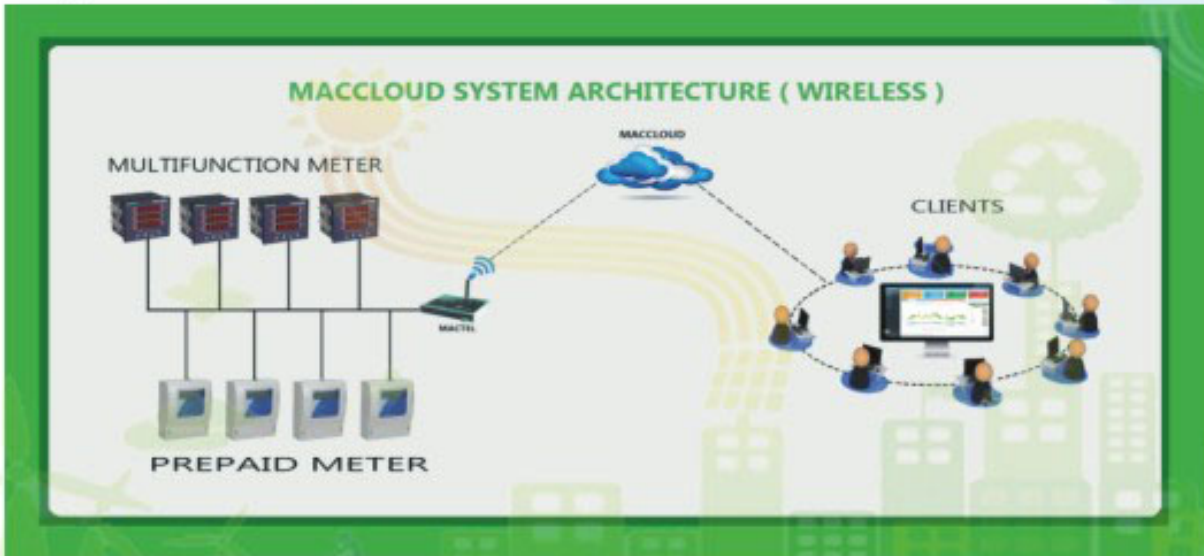 MACCLOUD SYSTEM ARCHITECTURE ( WIRELESS )
MACCLOUD
MULTIFUNCTION METER
CLIENTS
MACTEL
PREPAID METER